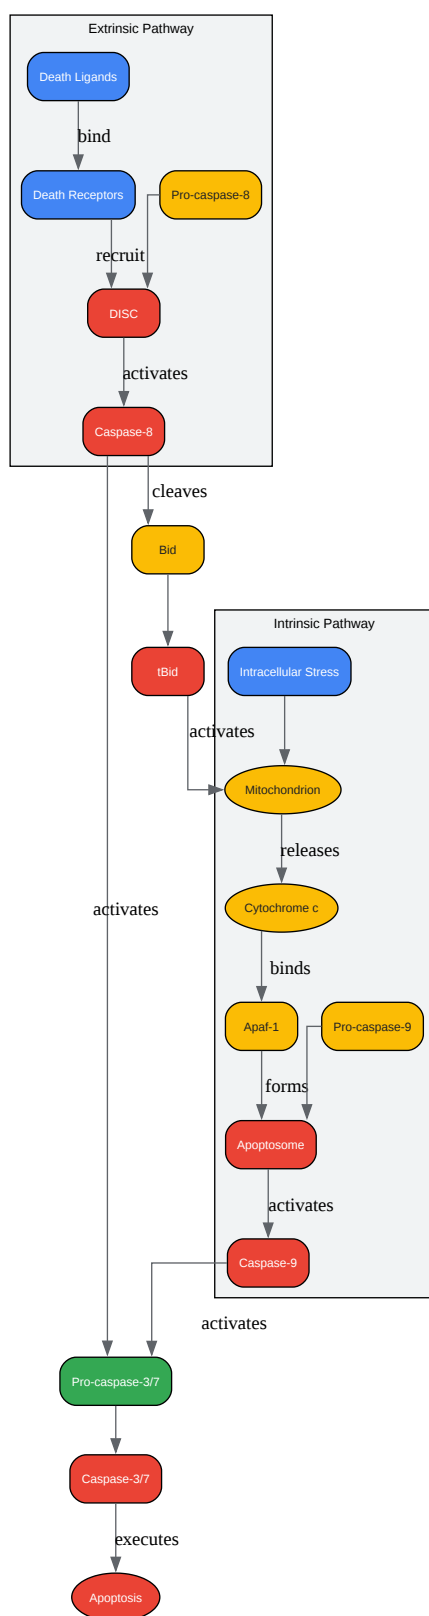 Extrinsic Pathway
Death Ligands
bind
Death Receptors
Pro-caspase-8
recruit
DISC
activates
Caspase-8
cleaves
Bid
Intrinsic Pathway
tBid
Intracellular Stress
activates
Mitochondrion
releases
Cytochrome c
activates
binds
Apaf-1
Pro-caspase-9
forms
Apoptosome
activates
Caspase-9
activates
Pro-caspase-3/7
Caspase-3/7
executes
Apoptosis